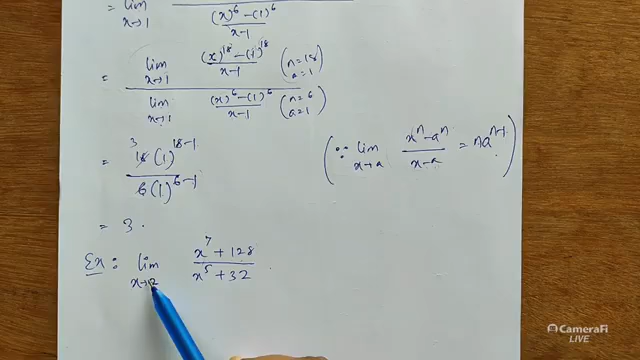 = lim x→1 / (x)^6 - (1)^6 / x-1
= lim x→1 (x)^18 - (1)^18 / x-1 (n=18, a=1) / lim x→1 (x)^6 - (1)^6 / x-1 (n=6, a=1)
= 3 18 (1)^18-1 / 6 (1)^6-1
(∵ lim x→a x^n - a^n / x-a = na^n-1)
= 3.
Ex: lim x→2 x^7 + 128 / x^5 + 32
CameraFi
LIVE